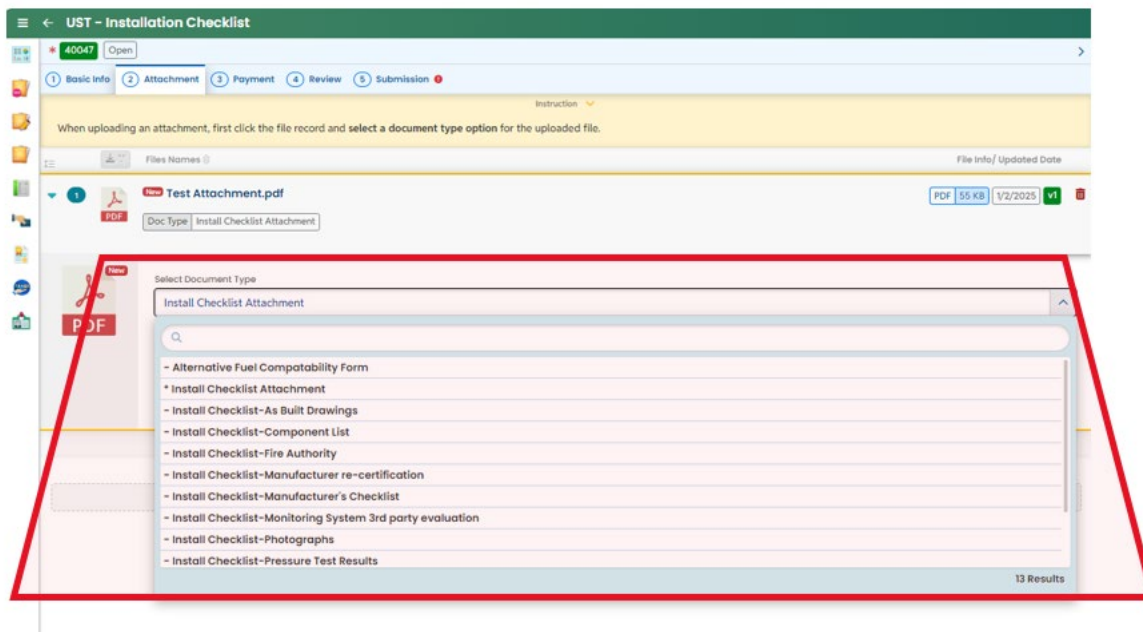 UST - Installation Checklist
* 40047 Open
1 Basic Info 2 Attachment 3 Payment 4 Review 5 Submission
Instruction
When uploading an attachment, first click the file record and select a document type option for the uploaded file.
Files Names File Info/ Updated Date
1 PDF New Test Attachment.pdf PDF 55 KB 1/2/2025 v1
Doc Type Install Checklist Attachment
New
PDF
Select Document Type
Install Checklist Attachment
- Alternative Fuel Compatability Form
* Install Checklist Attachment
- Install Checklist-As Built Drawings
- Install Checklist-Component List
- Install Checklist-Fire Authority
- Install Checklist-Manufacturer re-certification
- Install Checklist-Manufacturer's Checklist
- Install Checklist-Monitoring System 3rd party evaluation
- Install Checklist-Photographs
- Install Checklist-Pressure Test Results
13 Results